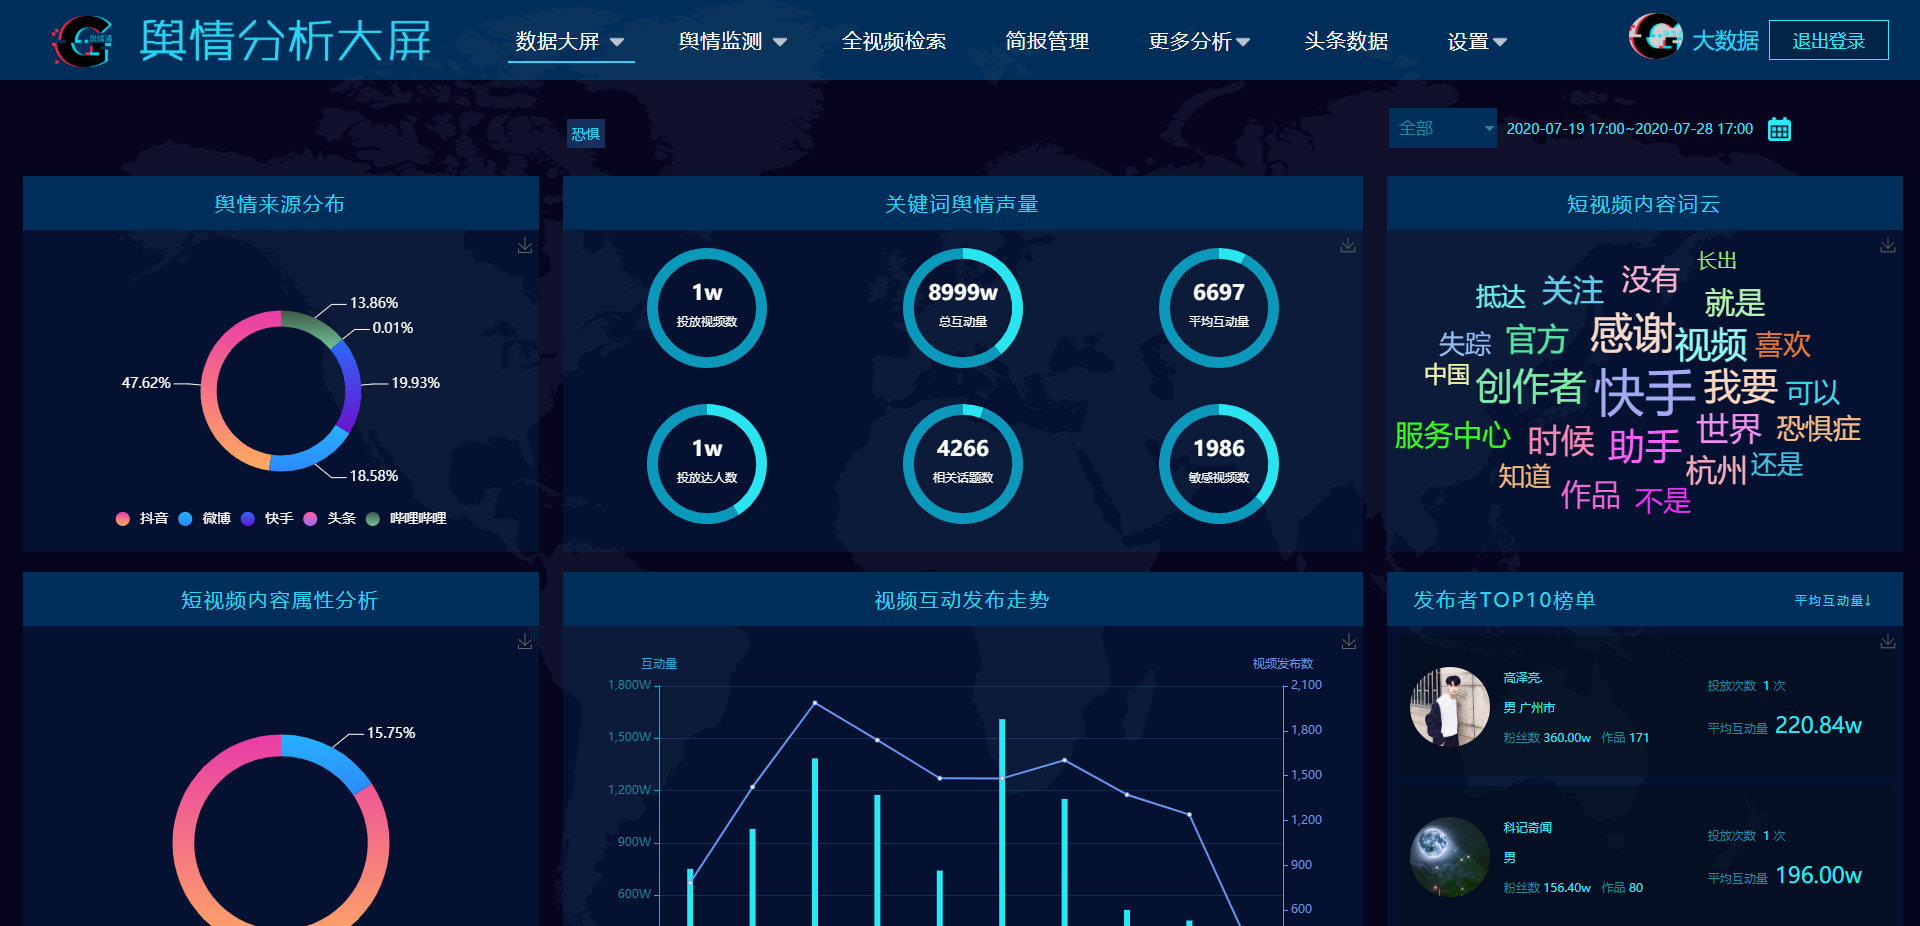 舆情分析大屏
数据大屏
舆情监测
全视频检索
简报管理
更多分析
头条数据
设置
大数据
退出登录
恐惧
全部
2020-07-19 17:00~2020-07-28 17:00
舆情来源分布
13.86%
0.01%
47.62%
19.93%
18.58%
抖音 微博 快手 头条 哔哩哔哩
关键词舆情声量
1w
投放视频数
8999w
总互动量
6697
平均互动量
1w
投放达人数
4266
相关话题数
1986
敏感视频数
短视频内容词云
长出
没有
关注
抵达
就是
感谢
视频
喜欢
官方
失踪
中国
创作者
快手
我要
可以
服务中心
时候
助手
世界
恐惧症
知道
杭州
还是
作品
不是
短视频内容属性分析
15.75%
视频互动发布走势
互动量
视频发布数
1,800W
1,500W
1,200W
900W
600W
2,100
1,800
1,500
1,200
900
600
发布者TOP10榜单
平均互动量↓
高泽亮.
男 广州市
粉丝数 360.00w 作品 171
投放次数 1 次
平均互动量 220.84w
科记奇闻
男
粉丝数 156.40w 作品 80
投放次数 1 次
平均互动量 196.00w